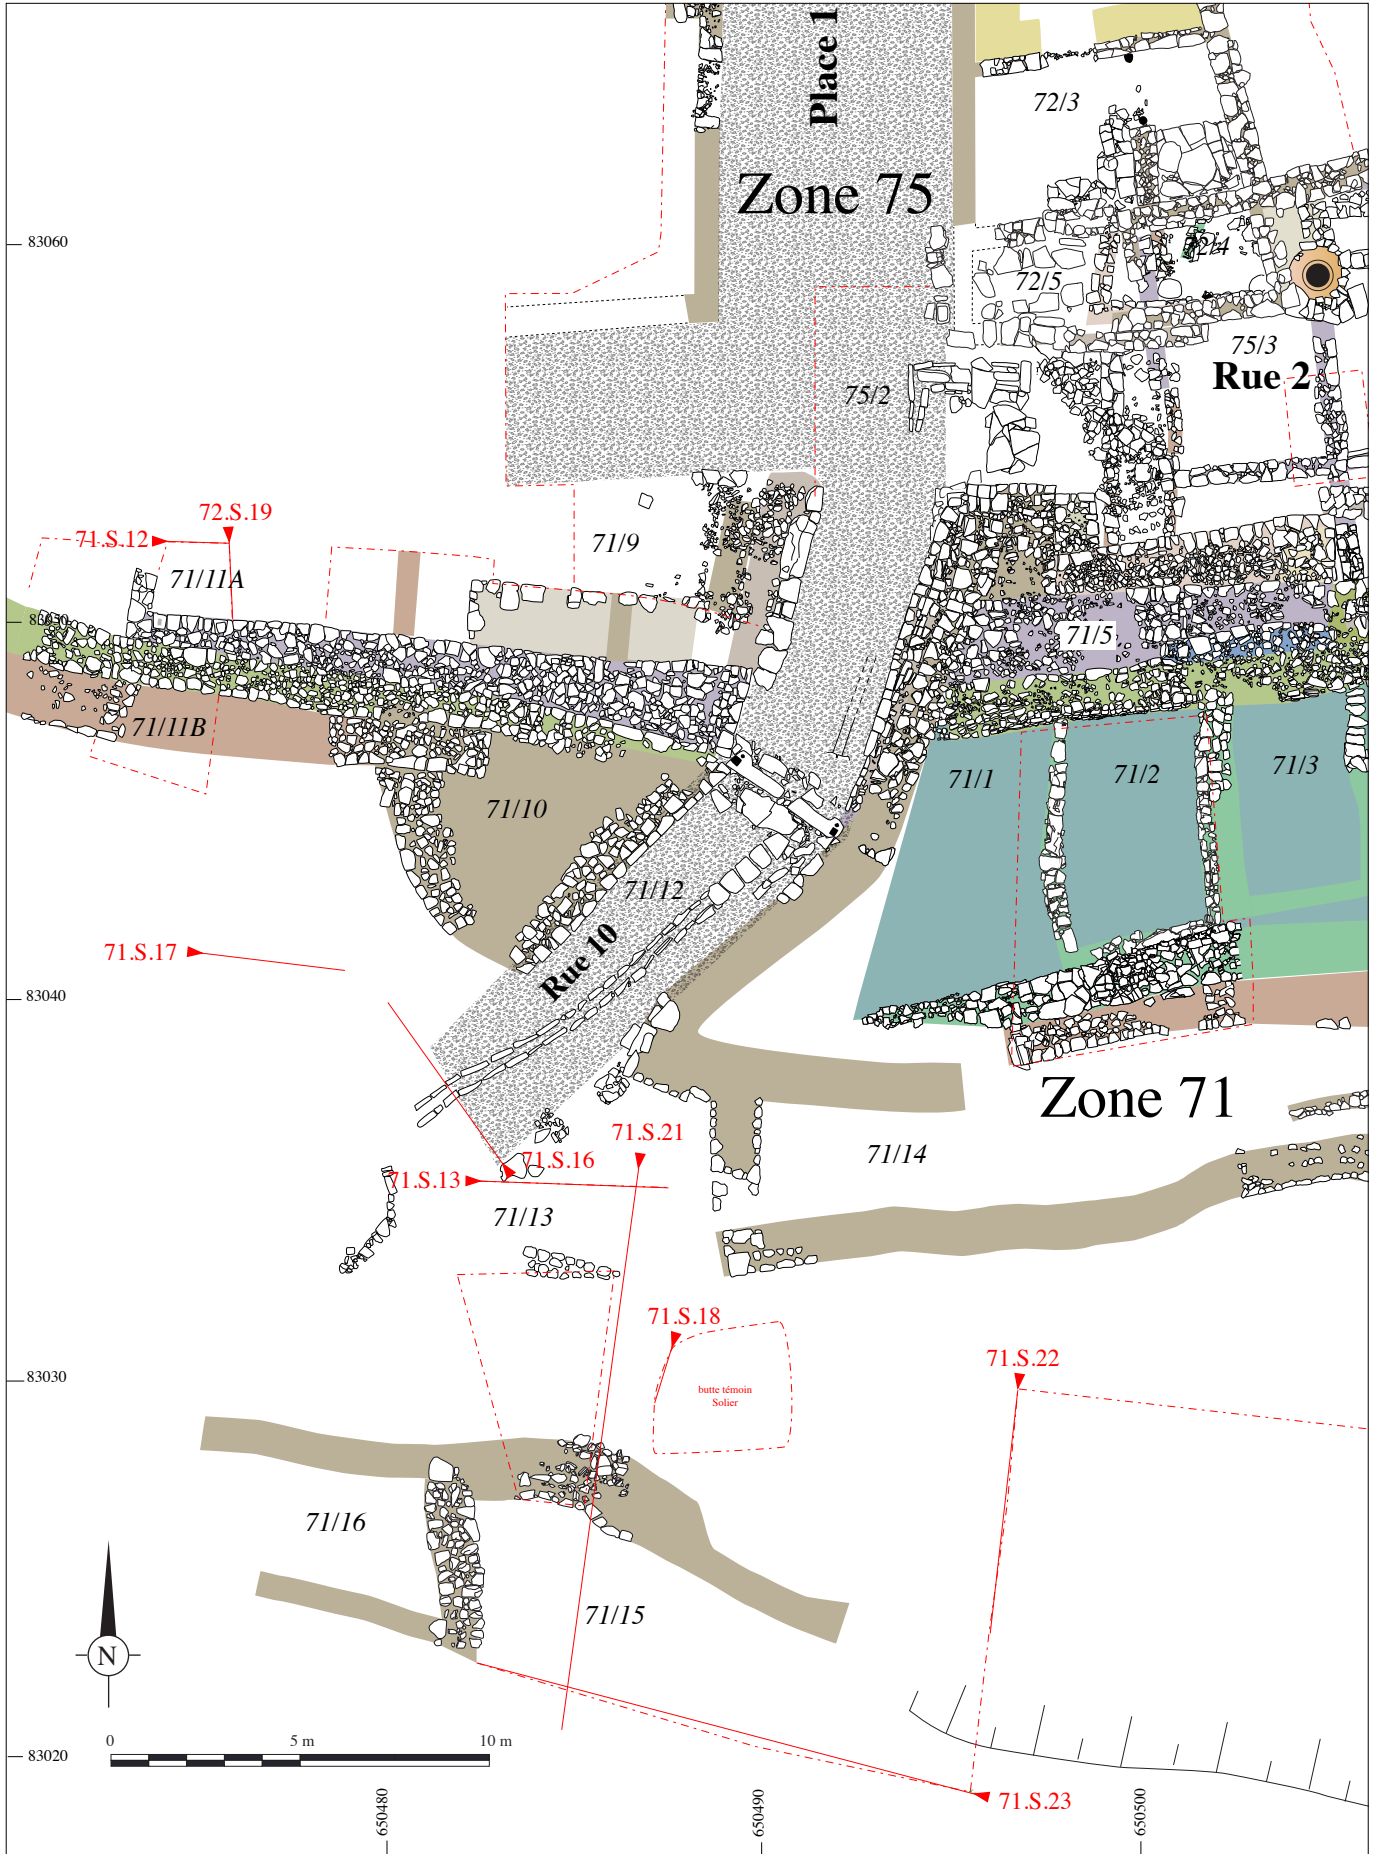 Place 1
72/3
Zone 75
83060
72/4
72/5
75/3
Rue 2
75/2
72.S.19
71.S.12
71/9
71/11A
83050
71/5
71/11B
71/1
71/2
71/3
71/10
71/12
71.S.17
Rue 10
83040
Zone 71
71.S.21
71/14
71.S.16
71.S.13
71/13
71.S.18
71.S.22
83030
butte témoin
Solier
71/16
71/15
N
0 5 m 10 m
83020
71.S.23
650480
650490
650500